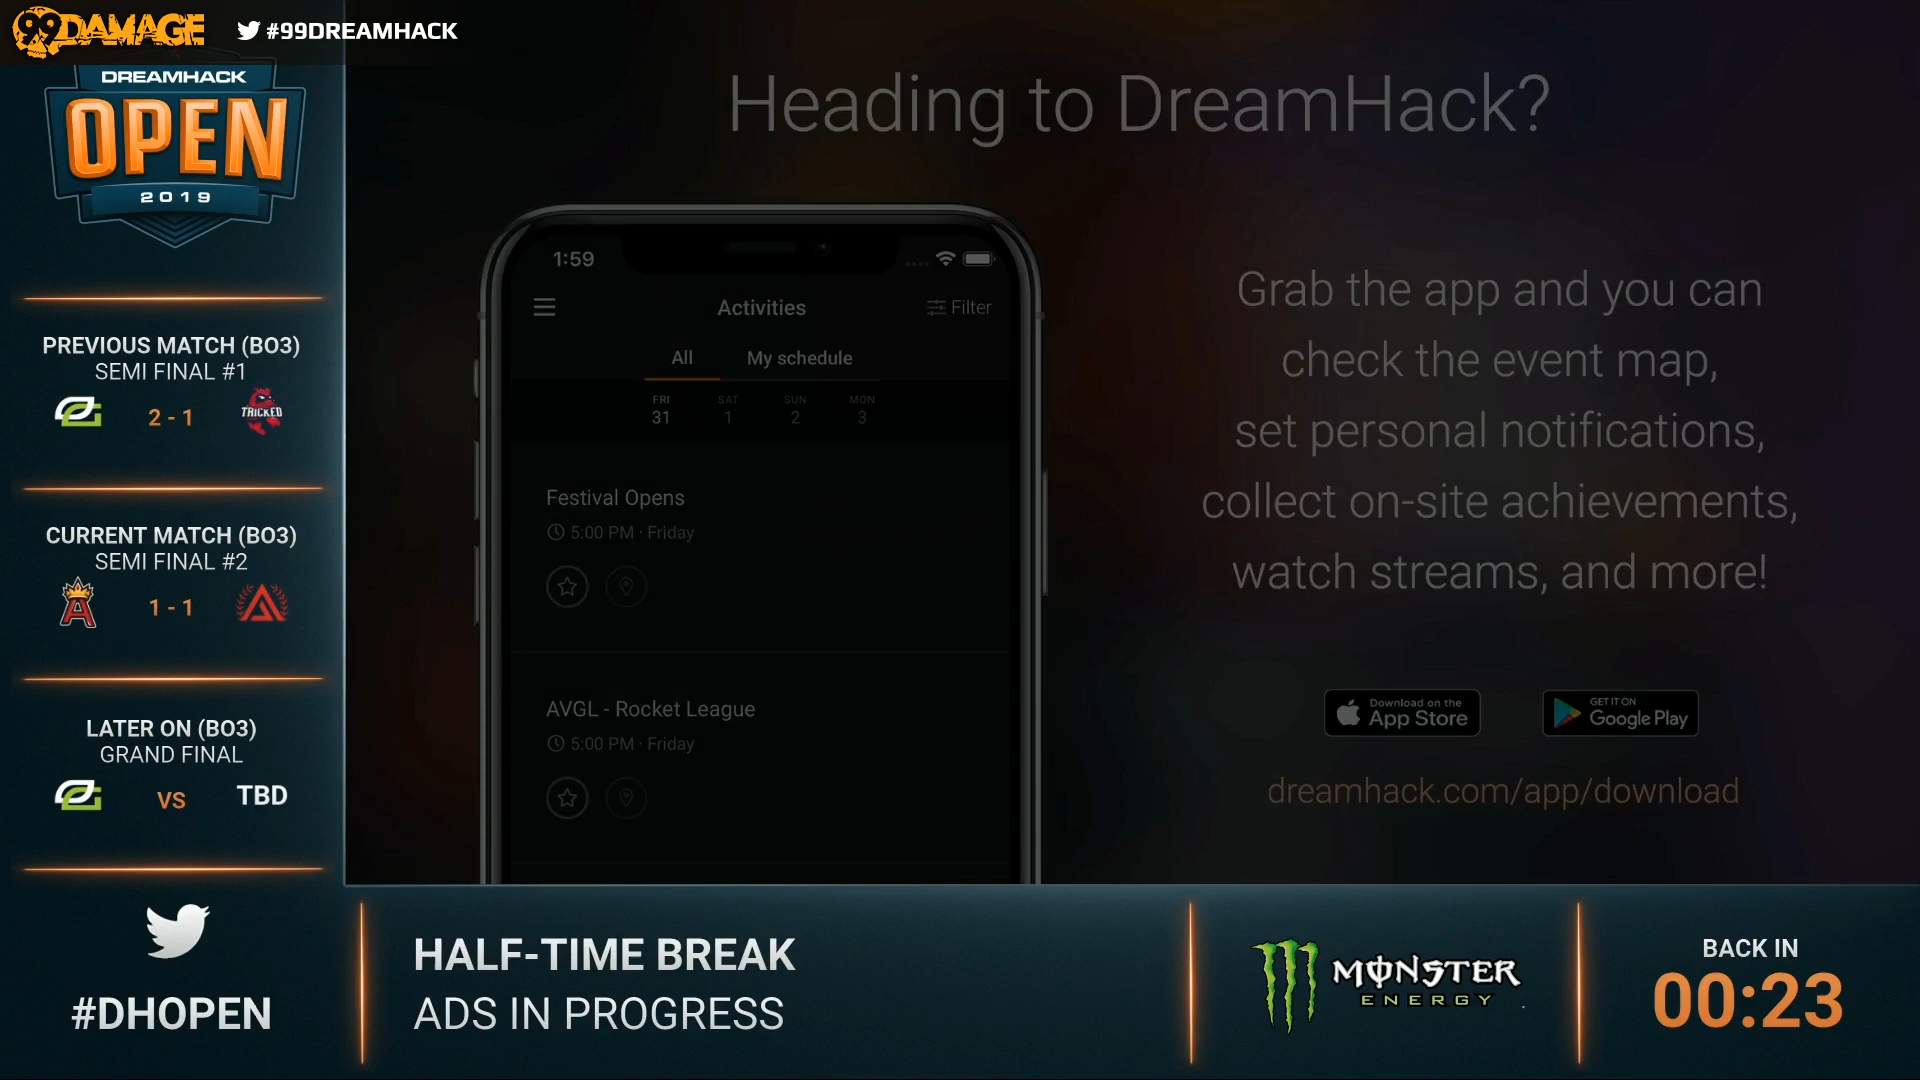 99DAMAGE
#99DREAMHACK
DREAMHACK
OPEN
2019
PREVIOUS MATCH (BO3)
SEMI FINAL #1
2 - 1
TRICKED
CURRENT MATCH (BO3)
SEMI FINAL #2
A 1 - 1
LATER ON (BO3)
GRAND FINAL
VS TBD
#DHOPEN
Heading to DreamHack?
1:59
Activities
Filter
All My schedule
FRI SAT SUN MON
31 1 2 3
Festival Opens
5:00 PM · Friday
AVGL - Rocket League
5:00 PM · Friday
Grab the app and you can
check the event map,
set personal notifications,
collect on-site achievements,
watch streams, and more!
Download on the
App Store
GET IT ON
Google Play
dreamhack.com/app/download
HALF-TIME BREAK
ADS IN PROGRESS
MONSTER
ENERGY
BACK IN
00:23